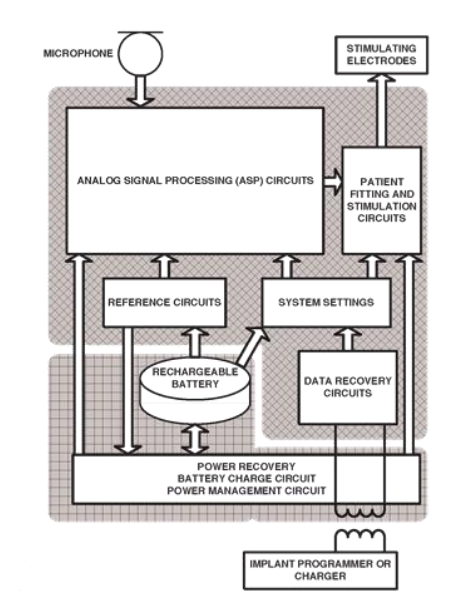 MICROPHONE
STIMULATING
ELECTRODES
ANALOG SIGNAL PROCESSING (ASP) CIRCUITS
PATIENT
FITTING AND
STIMULATION
CIRCUITS
REFERENCE CIRCUITS
SYSTEM SETTINGS
RECHARGEABLE
BATTERY
DATA RECOVERY
CIRCUITS
POWER RECOVERY
BATTERY CHARGE CIRCUIT
POWER MANAGEMENT CIRCUIT
IMPLANT PROGRAMMER OR
CHARGER